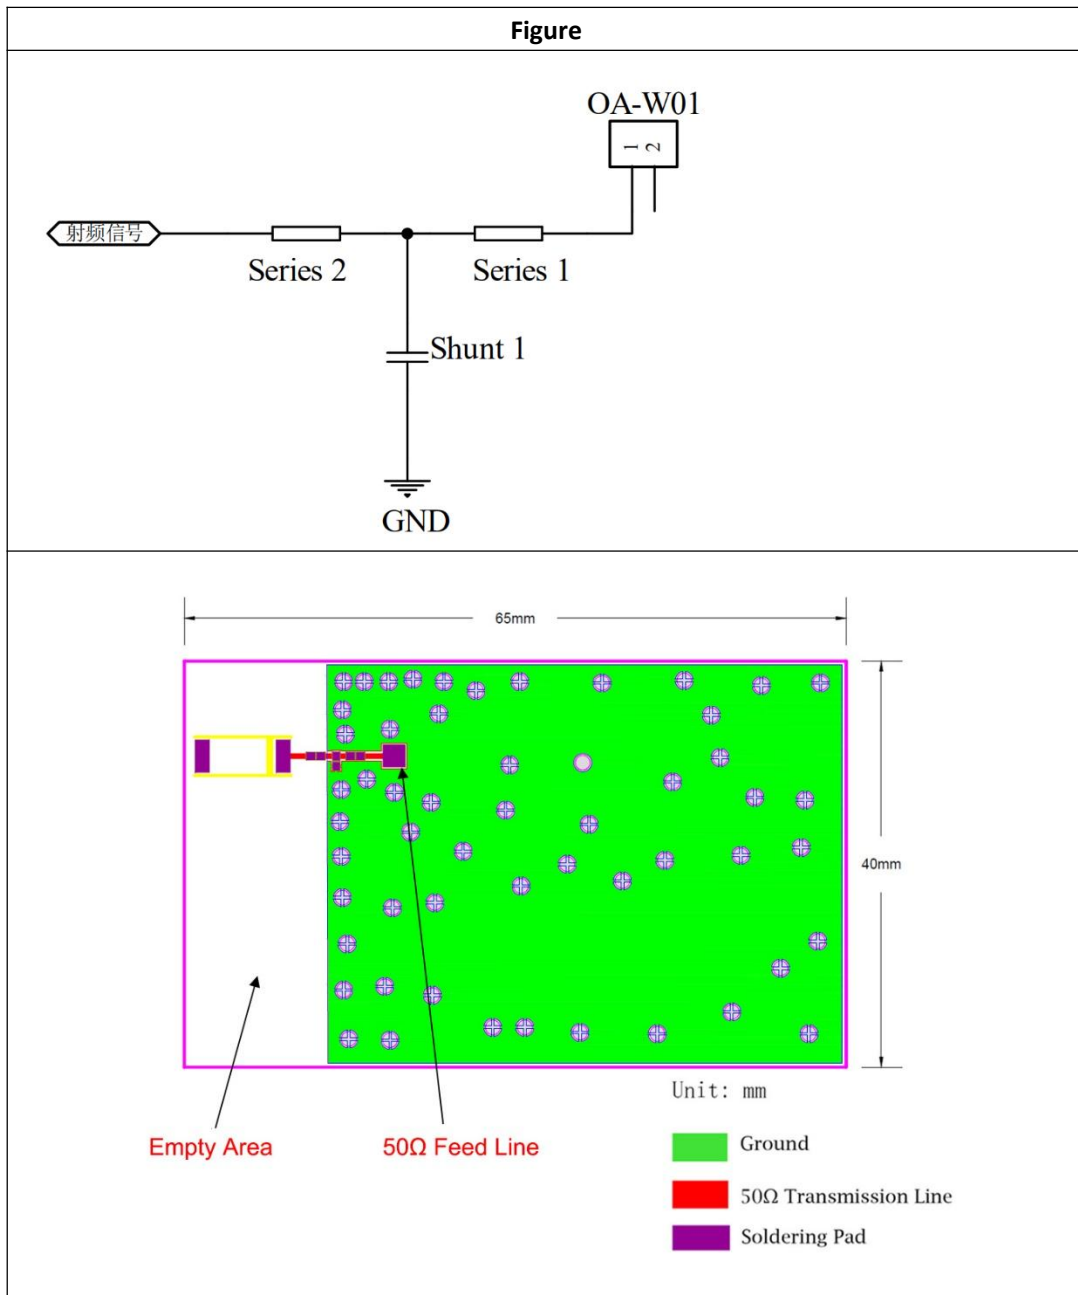 Figure
OA-W01
1
2
射频信号
Series 2
Series 1
Shunt 1
GND
65mm
40mm
Unit: mm
Empty Area
50Ω Feed Line
Ground
50Ω Transmission Line
Soldering Pad